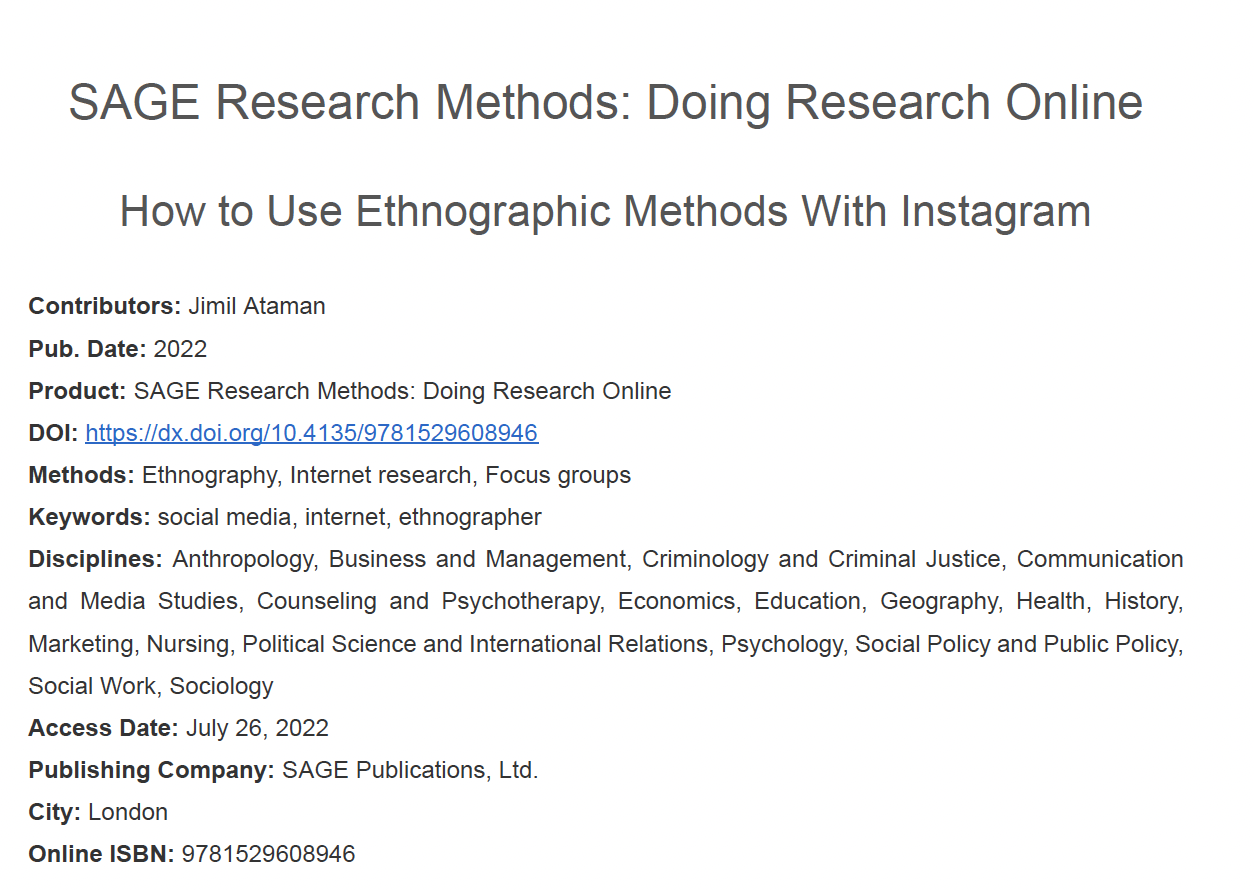 SAGE Research Methods: Doing Research Online
How to Use Ethnographic Methods With Instagram
Contributors: Jimil Ataman
Pub. Date: 2022
Product: SAGE Research Methods: Doing Research Online
DOI: https://dx.doi.org/10.4135/9781529608946
Methods: Ethnography, Internet research, Focus groups
Keywords: social media, internet, ethnographer
Disciplines: Anthropology, Business and Management, Criminology and Criminal Justice, Communication
and Media Studies, Counseling and Psychotherapy, Economics, Education, Geography, Health, History,
Marketing, Nursing, Political Science and International Relations, Psychology, Social Policy and Public Policy,
Social Work, Sociology
Access Date: July 26, 2022
Publishing Company: SAGE Publications, Ltd.
City: London
Online ISBN: 9781529608946